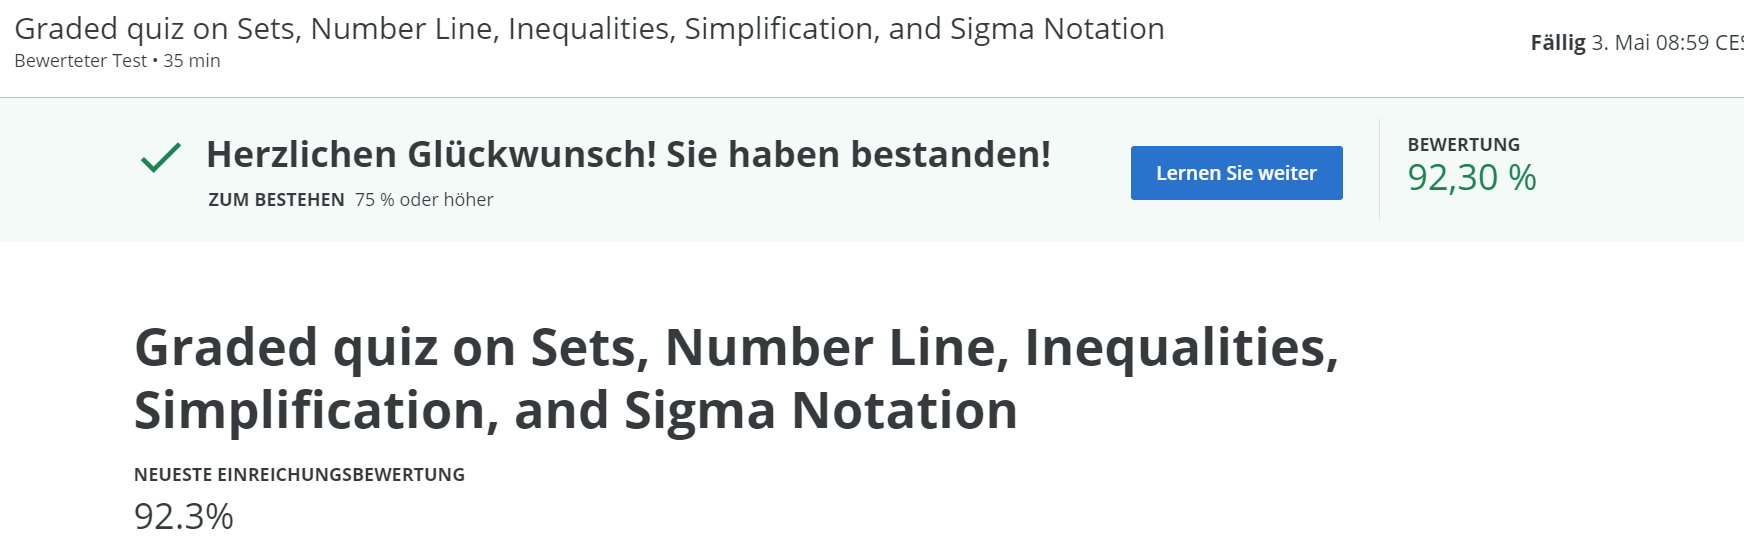 Graded quiz on Sets, Number Line, Inequalities, Simplification, and Sigma Notation
Bewerteter Test • 35 min
Fällig 3. Mai 08:59 CES
Herzlichen Glückwunsch! Sie haben bestanden!
ZUM BESTEHEN 75 % oder höher
Lernen Sie weiter
BEWERTUNG
92,30 %
Graded quiz on Sets, Number Line, Inequalities,
Simplification, and Sigma Notation
NEUESTE EINREICHUNGSBEWERTUNG
92.3%